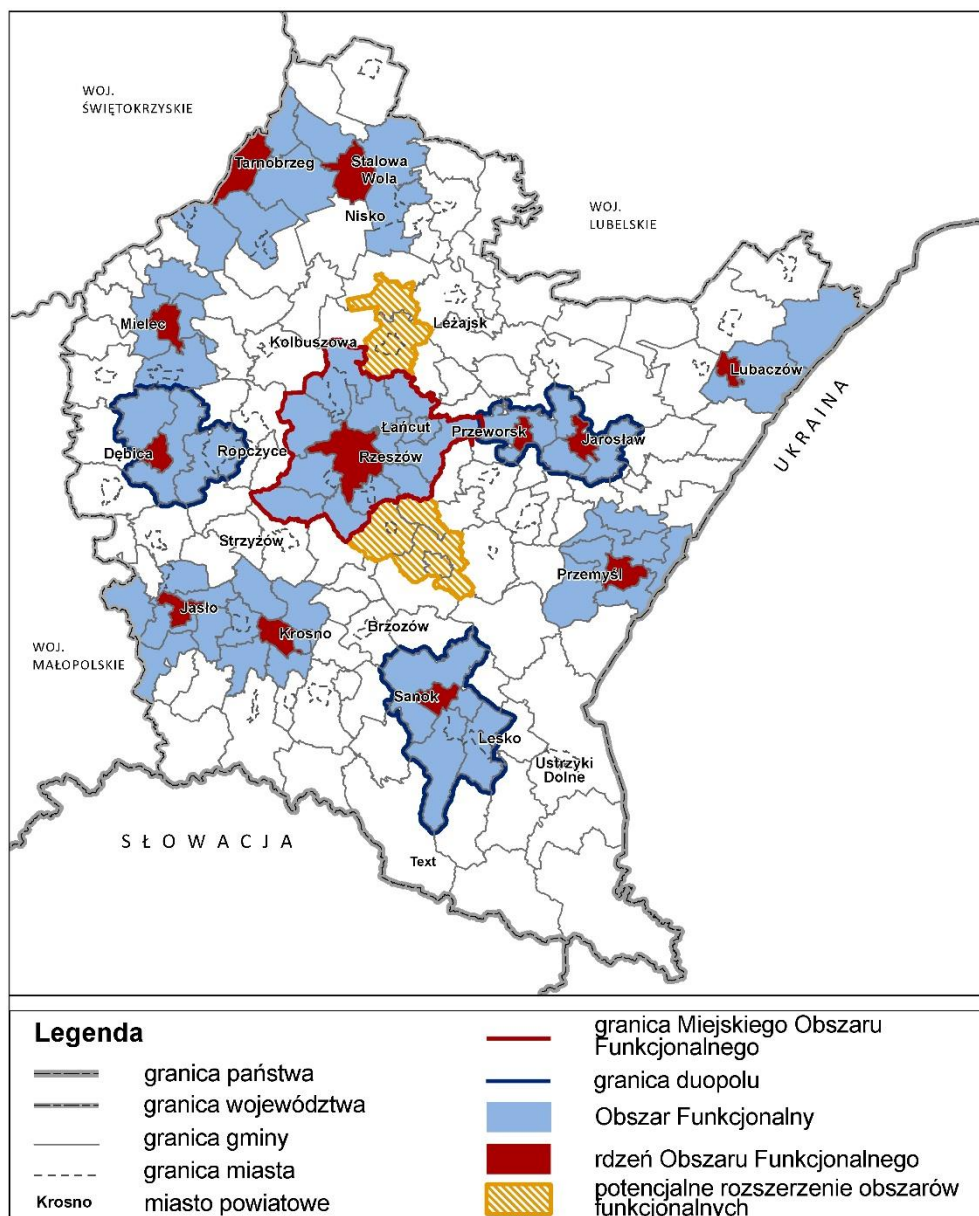 WOJ.
ŚWIĘTOKRZYSKIE
Tarnobrzeg
Stalowa
Wola
Nisko
WOJ.
LUBELSKIE
Mielec
Kolbuszowa
Leżajsk
Lubaczów
Łańcut
Przeworsk
Jarosław
Dębica
Ropczyce
Rzeszów
UKRAINA
Strzyżów
Przemyśl
Jasło
Krosno
Brzozów
WOJ.
MAŁOPOLSKIE
Sanok
Lesko
Ustrzyki
Dolne
SŁOWACJA
Text
Legenda
granica państwa
granica województwa
granica gminy
granica miasta
Krosno miasto powiatowe
granica Miejskiego Obszaru
Funkcjonalnego
granica duopolu
Obszar Funkcjonalny
rdzeń Obszaru Funkcjonalnego
potencjalne rozszerzenie obszarów
funkcjonalnych